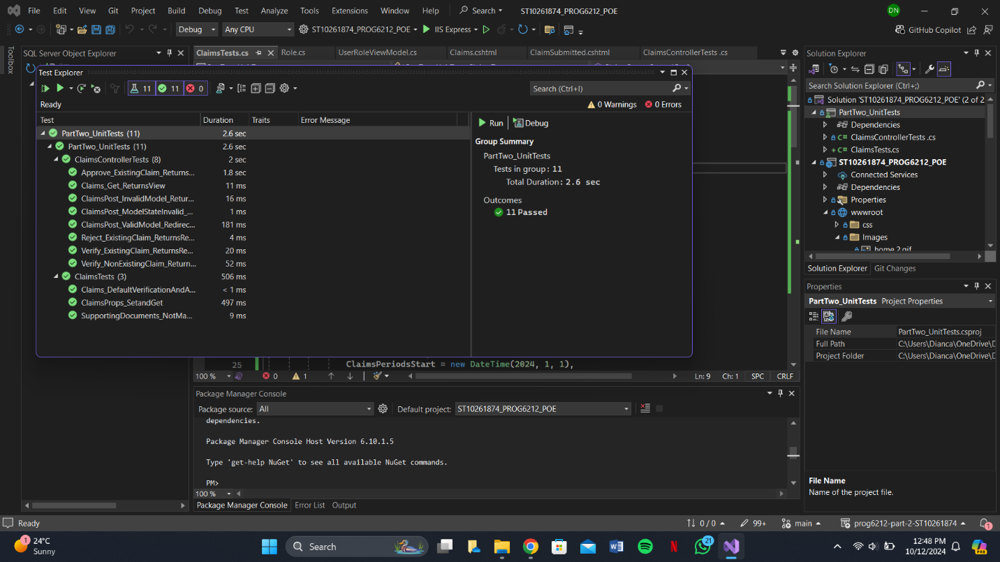 File Edit View Git Project Build Debug Test Analyze Tools Extensions Window Help Search ST10261874_PROG6212_POE DN
Debug Any CPU ST10261874_PROG6212_POE IIS Express GitHub Copilot
Toolbox
SQL Server Object Explorer
ClaimsTests.cs Role.cs UserRoleViewModel.cs Claims.cshtml ClaimSubmitted.cshtml ClaimsControllerTests .cs
Test Explorer
11 11 0 Search (Ctrl+I)
Ready 0 Warnings 0 Errors
Test Duration Traits Error Message
PartTwo_UnitTests (11) 2.6 sec
PartTwo_UnitTests (11) 2.6 sec
ClaimsControllerTests (8) 2 sec
Approve_ExistingClaim_Returns... 1.8 sec
Claims_Get_ReturnsView 11 ms
ClaimsPost_InvalidModel_Retur... 16 ms
ClaimsPost_ModelStateInvalid_... 1 ms
ClaimsPost_ValidModel_Redirec... 181 ms
Reject_ExistingClaim_ReturnsRe... 4 ms
Verify_ExistingClaim_ReturnsRe... 20 ms
Verify_NonExistingClaim_Return... 52 ms
ClaimsTests (3) 506 ms
Claims_DefaultVerificationAndA... < 1 ms
ClaimsProps_SetandGet 497 ms
SupportingDocuments_NotMa... 9 ms
Run Debug
Group Summary
PartTwo_UnitTests
Tests in group: 11
Total Duration: 2.6 sec
Outcomes
11 Passed
25 ClaimsPeriodsStart = new DateTime(2024, 1, 1),
100 % 0 1 Ln: 9 Ch: 1 SPC CRLF
Package Manager Console
Package source: All Default project: ST10261874_PROG6212_POE
dependencies.
Package Manager Console Host Version 6.10.1.5
Type 'get-help NuGet' to see all available NuGet commands.
PM>
100 %
Package Manager Console Error List Output
Solution Explorer
Search Solution Explorer (Ctrl+;)
Solution 'ST10261874_PROG6212_POE' (2 of 2
PartTwo_UnitTests
Dependencies
C# ClaimsControllerTests .cs
C# ClaimsTests.cs
ST10261874_PROG6212_POE
Connected Services
Dependencies
Properties
wwwroot
css
Images
home 2.gif
Solution Explorer Git Changes
Properties
PartTwo_UnitTests Project Properties
File Name PartTwo_UnitTests.csproj
Full Path C:\Users\Dianca\OneDrive\D
Project Folder C:\Users\Dianca\OneDrive\D
File Name
Name of the project file.
Ready 0 / 0 99+ main prog6212-part-2-ST10261874 1
1 24°C
Sunny
Search
21
12:48 PM
10/12/2024
PRE